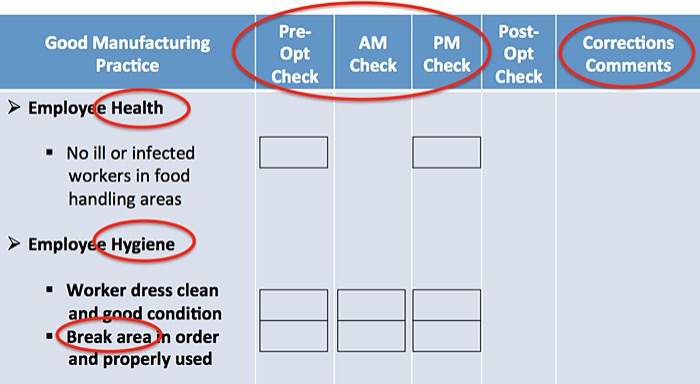 Good Manufacturing
Practice
Pre-
Opt
Check
AM
Check
PM
Check
Post-
Opt
Check
Corrections
Comments
➢ Employee Health
▪ No ill or infected
workers in food
handling areas
➢ Employee Hygiene
▪ Worker dress clean
and good condition
▪ Break area in order
and properly used